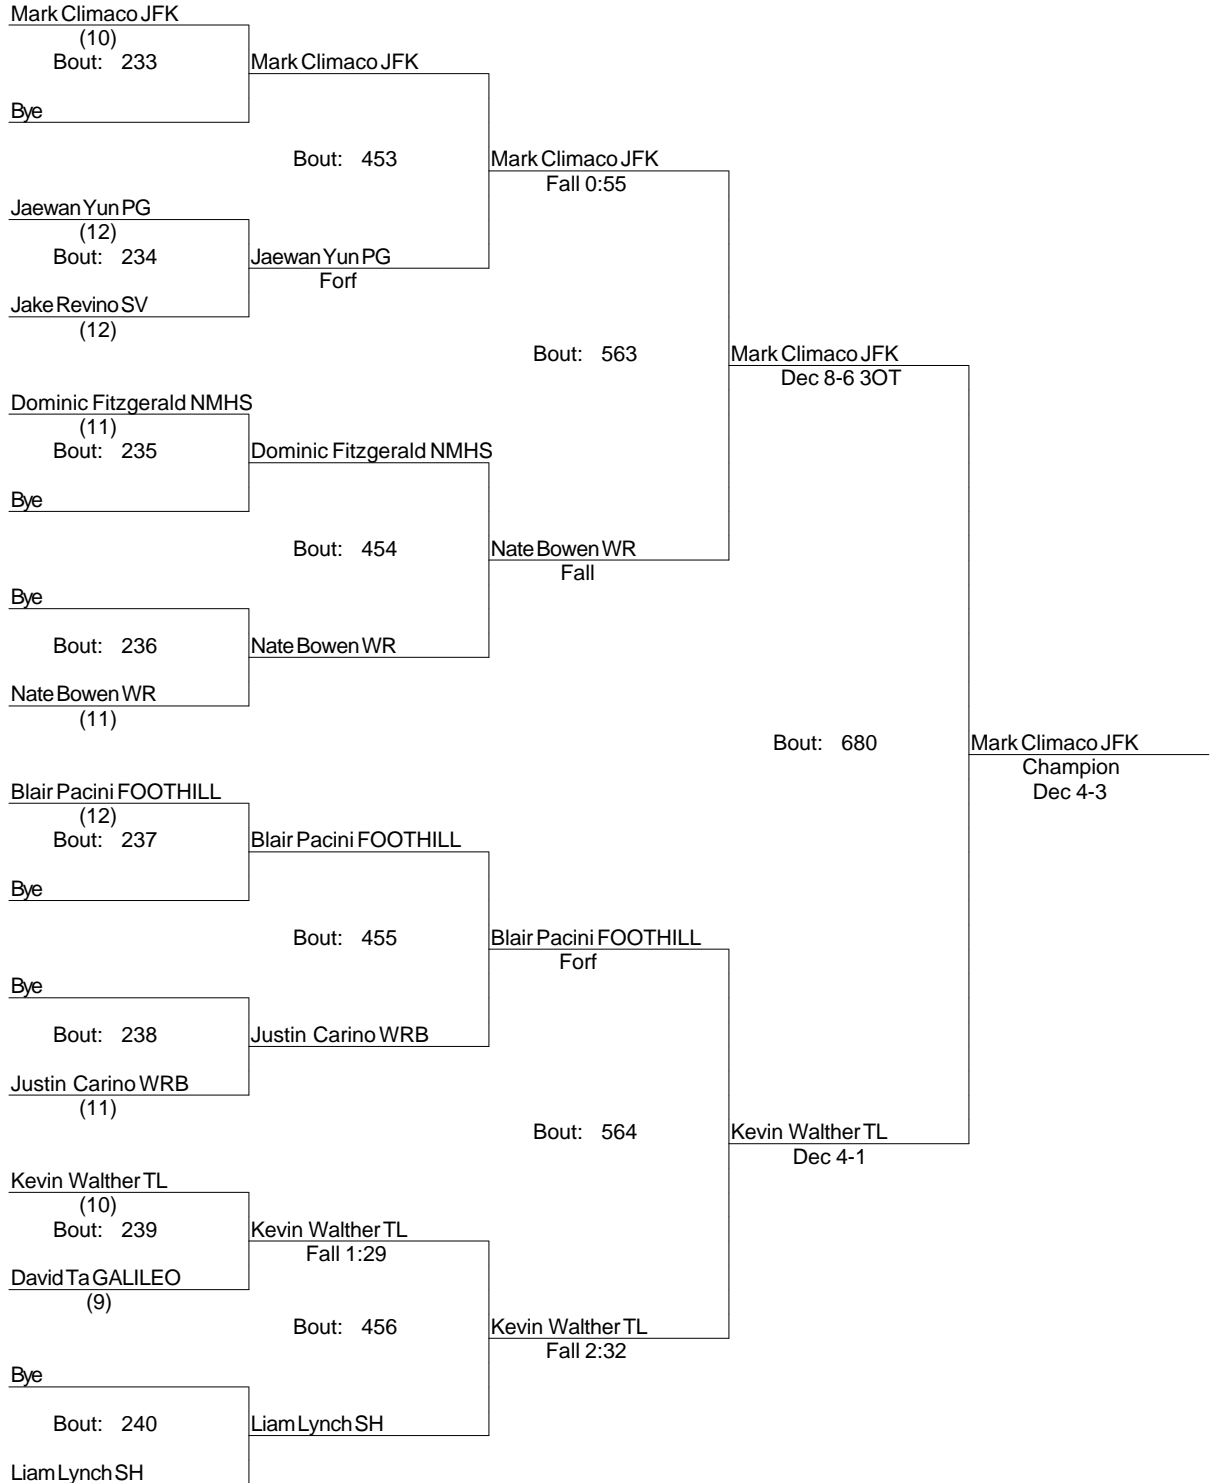 Mark Climaco JFK
(10)
Bout: 233
Mark Climaco JFK
Bye
Bout: 453
Mark Climaco JFK
Fall 0:55
Jaewan Yun PG
(12)
Bout: 234
Jaewan Yun PG
Forf
Jake Revino SV
(12)
Bout: 563
Mark Climaco JFK
Dec 8-6 3OT
Dominic Fitzgerald NMHS
(11)
Bout: 235
Dominic Fitzgerald NMHS
Bye
Bout: 454
Nate Bowen WR
Fall
Bye
Bout: 236
Nate Bowen WR
Nate Bowen WR
(11)
Bout: 680
Mark Climaco JFK
Champion
Dec 4-3
Blair Pacini FOOTHILL
(12)
Bout: 237
Blair Pacini FOOTHILL
Bye
Bout: 455
Blair Pacini FOOTHILL
Forf
Bye
Bout: 238
Justin Carino WRB
Justin Carino WRB
(11)
Bout: 564
Kevin Walther TL
Dec 4-1
Kevin Walther TL
(10)
Bout: 239
Kevin Walther TL
Fall 1:29
David Ta GALILEO
(9)
Bout: 456
Kevin Walther TL
Fall 2:32
Bye
Bout: 240
Liam Lynch SH
Liam Lynch SH